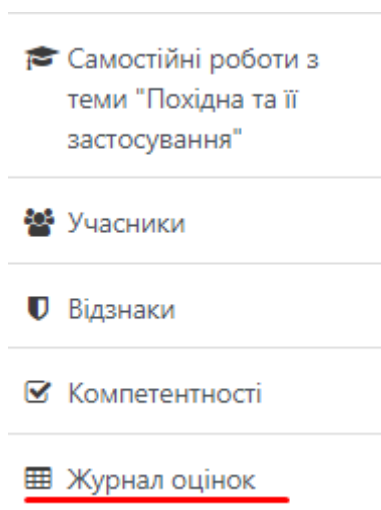 Самостійні роботи з
теми "Похідна та її
застосування"
Учасники
Відзнаки
Компетентності
Журнал оцінок